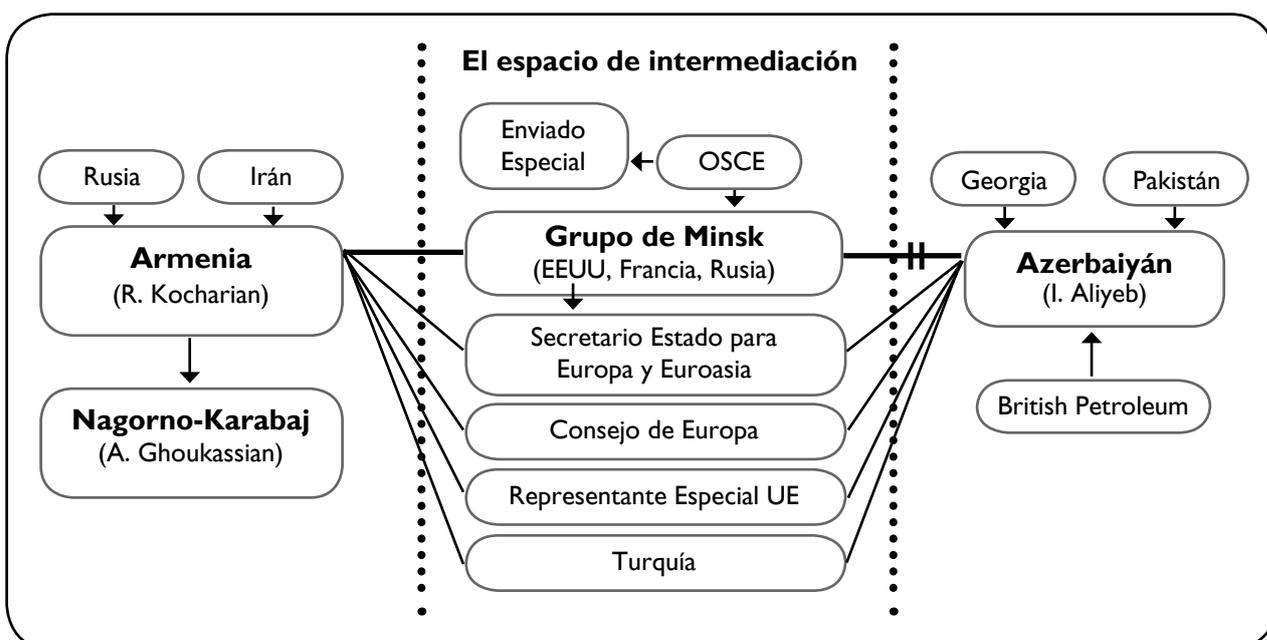 El espacio de intermediación
Enviado
Especial
OSCE
Rusia
Irán
Georgia
Pakistán
Armenia
(R. Kocharian)
Grupo de Minsk
(EEUU, Francia, Rusia)
Azerbaiyán
(I. Aliyeb)
Secretario Estado para
Europa y Euroasia
Nagorno-Karabaj
(A. Ghoukassian)
Consejo de Europa
British Petroleum
Representante Especial UE
Turquía